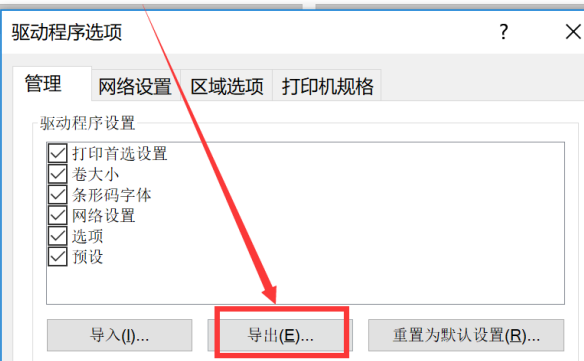 驱动程序选项 ?
管理 网络设置 区域选项 打印机规格
驱动程序设置
打印首选设置
卷大小
条形码字体
网络设置
选项
预设
导入(I)... 导出(E)... 重置为默认设置(R)...